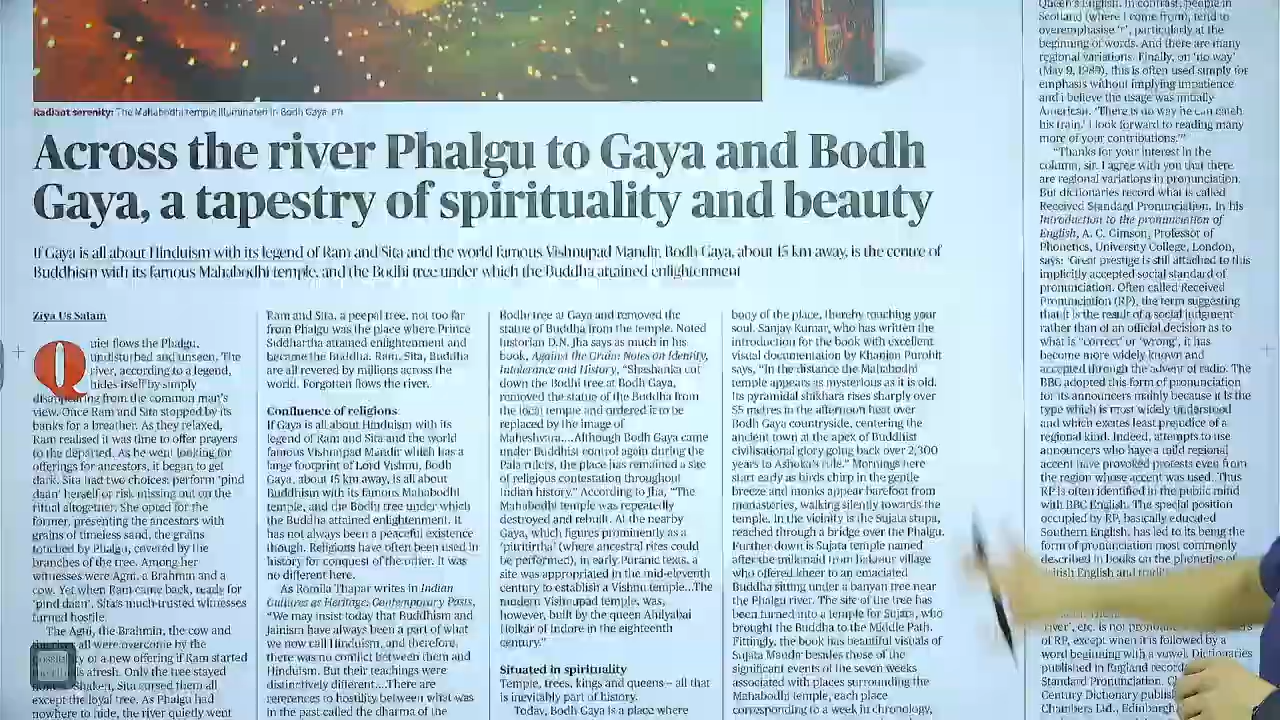 Radiant serenity: The Mahabodhi temple illuminated in Bodh Gaya. PTI
Across the river Phalgu to Gaya and Bodh
Gaya, a tapestry of spirituality and beauty
If Gaya is all about Hinduism with its legend of Ram and Sita and the world famous Vishnupad Mandir, Bodh Gaya, about 15 km away, is the centre of
Buddhism with its famous Mahabodhi temple, and the Bodhi tree under which the Buddha attained enlightenment
Ziya Us Salam
Quiet flows the Phalgu,
undisturbed and unseen. The
river, according to a legend,
hides itself by simply
disappearing from the common man's
view. Once Ram and Sita stopped by its
banks for a breather. As they relaxed,
Ram realised it was time to offer prayers
to the departed. As he went looking for
offerings for ancestors, it began to get
dark. Sita had two choices: perform 'pind
daan' herself or risk missing out on the
ritual altogether. She opted for the
former, presenting the ancestors with
grains of timeless sand, the grains
touched by Phalgu, covered by the
branches of the tree. Among her
witnesses were Agni, a Brahmin and a
cow. Yet when Ram came back, ready for
'pind daan', Sita's much-trusted witnesses
turned hostile.
The Agni, the Brahmin, the cow and
the river all were overcome by the
possibility of a new offering if Ram started
afresh. Only the tree stayed
Shaken, Sita cursed them all
except the loyal tree. As Phalgu had
nowhere to hide, the river quietly went
Ram and Sita, a peepal tree, not too far
from Phalgu was the place where Prince
Siddhartha attained enlightenment and
became the Buddha. Ram, Sita, Buddha
are all revered by millions across the
world. Forgotten flows the river.
Confluence of religions
If Gaya is all about Hinduism with its
legend of Ram and Sita and the world
famous Vishnupad Mandir which has a
large footprint of Lord Vishnu, Bodh
Gaya, about 15 km away, is all about
Buddhism with its famous Mahabodhi
temple, and the Bodhi tree under which
the Buddha attained enlightenment. It
has not always been a peaceful existence
though. Religions have often been used in
history for conquest of the other. It was
no different here.
As Romila Thapar writes in Indian
Cultures as Heritage: Contemporary Pasts,
"We may insist today that Buddhism and
Jainism have always been a part of what
we now call Hinduism, and therefore,
there was no conflict between them and
Hinduism. But their teachings were
distinctively different...There are
references to hostility between what was
in the past called the dharma of the
Bodhi tree at Gaya and removed the
statue of Buddha from the temple. Noted
historian D.N. Jha says as much in his
book, Against the Grain: Notes on Identity,
Intolerance and History, "Shashanka cut
down the Bodhi tree at Bodh Gaya,
removed the statue of the Buddha from
the local temple and ordered it to be
replaced by the image of
Maheshvara....Although Bodh Gaya came
under Buddhist control again during the
Pala rulers, the place has remained a site
of religious contestation throughout
Indian history." According to Jha, "The
Mahabodhi temple was repeatedly
destroyed and rebuilt. At the nearby
Gaya, which figures prominently as a
'pitritirtha' (where ancestral rites could
be performed), in early Puranic texts, a
site was appropriated in the mid-eleventh
century to establish a Vishnu temple...The
modern Vishnupad temple, was,
however, built by the queen Ahilyabai
Holkar of Indore in the eighteenth
century."
Situated in spirituality
Temple, trees, kings and queens – all that
is inevitably part of history.
Today, Bodh Gaya is a place where
body of the place, thereby touching your
soul. Sanjay Kumar, who has written the
introduction for the book with excellent
visual documentation by Khanjan Purohit
says, "In the distance the Mahabodhi
temple appears as mysterious as it is old.
Its pyramidal shikhara rises sharply over
55 metres in the afternoon heat over
Bodh Gaya countryside, centering the
ancient town at the apex of Buddhist
civilisational glory going back over 2,300
years to Ashoka's rule." Mornings here
start early as birds chirp in the gentle
breeze and monks appear barefoot from
monasteries, walking silently towards the
temple. In the vicinity is the Sujata stupa,
reached through a bridge over the Phalgu.
Further down is Sujata temple named
after the milkmaid from Bakraur village
who offered kheer to an emaciated
Buddha sitting under a banyan tree near
the Phalgu river. The site of the tree has
been turned into a temple for Sujata, who
brought the Buddha to the Middle Path.
Fittingly, the book has beautiful visuals of
Sujata Mandir besides those of the
significant events of the seven weeks
associated with places surrounding the
Mahabodhi temple, each place
corresponding to a week in chronology,
Queen's English. In contrast, people in
Scotland (where I come from), tend to
overemphasise 'r', particularly at the
beginning of words. And there are many
regional variations. Finally, on 'no way'
(May 9, 1989), this is often used simply for
emphasis without implying impatience
and I believe the usage was initially
American. 'There is no way he can catch
his train.' I look forward to reading many
more of your contributions.'"
"Thanks for your interest in the
column, sir. I agree with you that there
are regional variations in pronunciation.
But dictionaries record what is called
Received Standard Pronunciation. In his
Introduction to the pronunciation of
English, A. C. Gimson, Professor of
Phonetics, University College, London,
says: 'Great prestige is still attached to this
implicitly accepted social standard of
pronunciation. Often called Received
Pronunciation (RP), the term suggesting
that it is the result of a social judgment
rather than of an official decision as to
what is "correct" or "wrong", it has
become more widely known and
accepted through the advent of radio. The
BBC adopted this form of pronunciation
for its announcers mainly because it is the
type which is most widely understood
and which excites least prejudice of a
regional kind. Indeed, attempts to use
announcers who have a mild regional
accent have provoked protests even from
the region whose accent was used. Thus
RP is often identified in the public mind
with BBC English. The special position
occupied by RP, basically educated
Southern English, has led to its being the
form of pronunciation most commonly
described in books on the phonetics of
British English and
'river', etc. is not
of RP, except when it is followed by a
word beginning with a vowel. Dictionaries
published in England record
Standard Pronunciation.
Century Dictionary
Chambers Ltd., Edinburgh